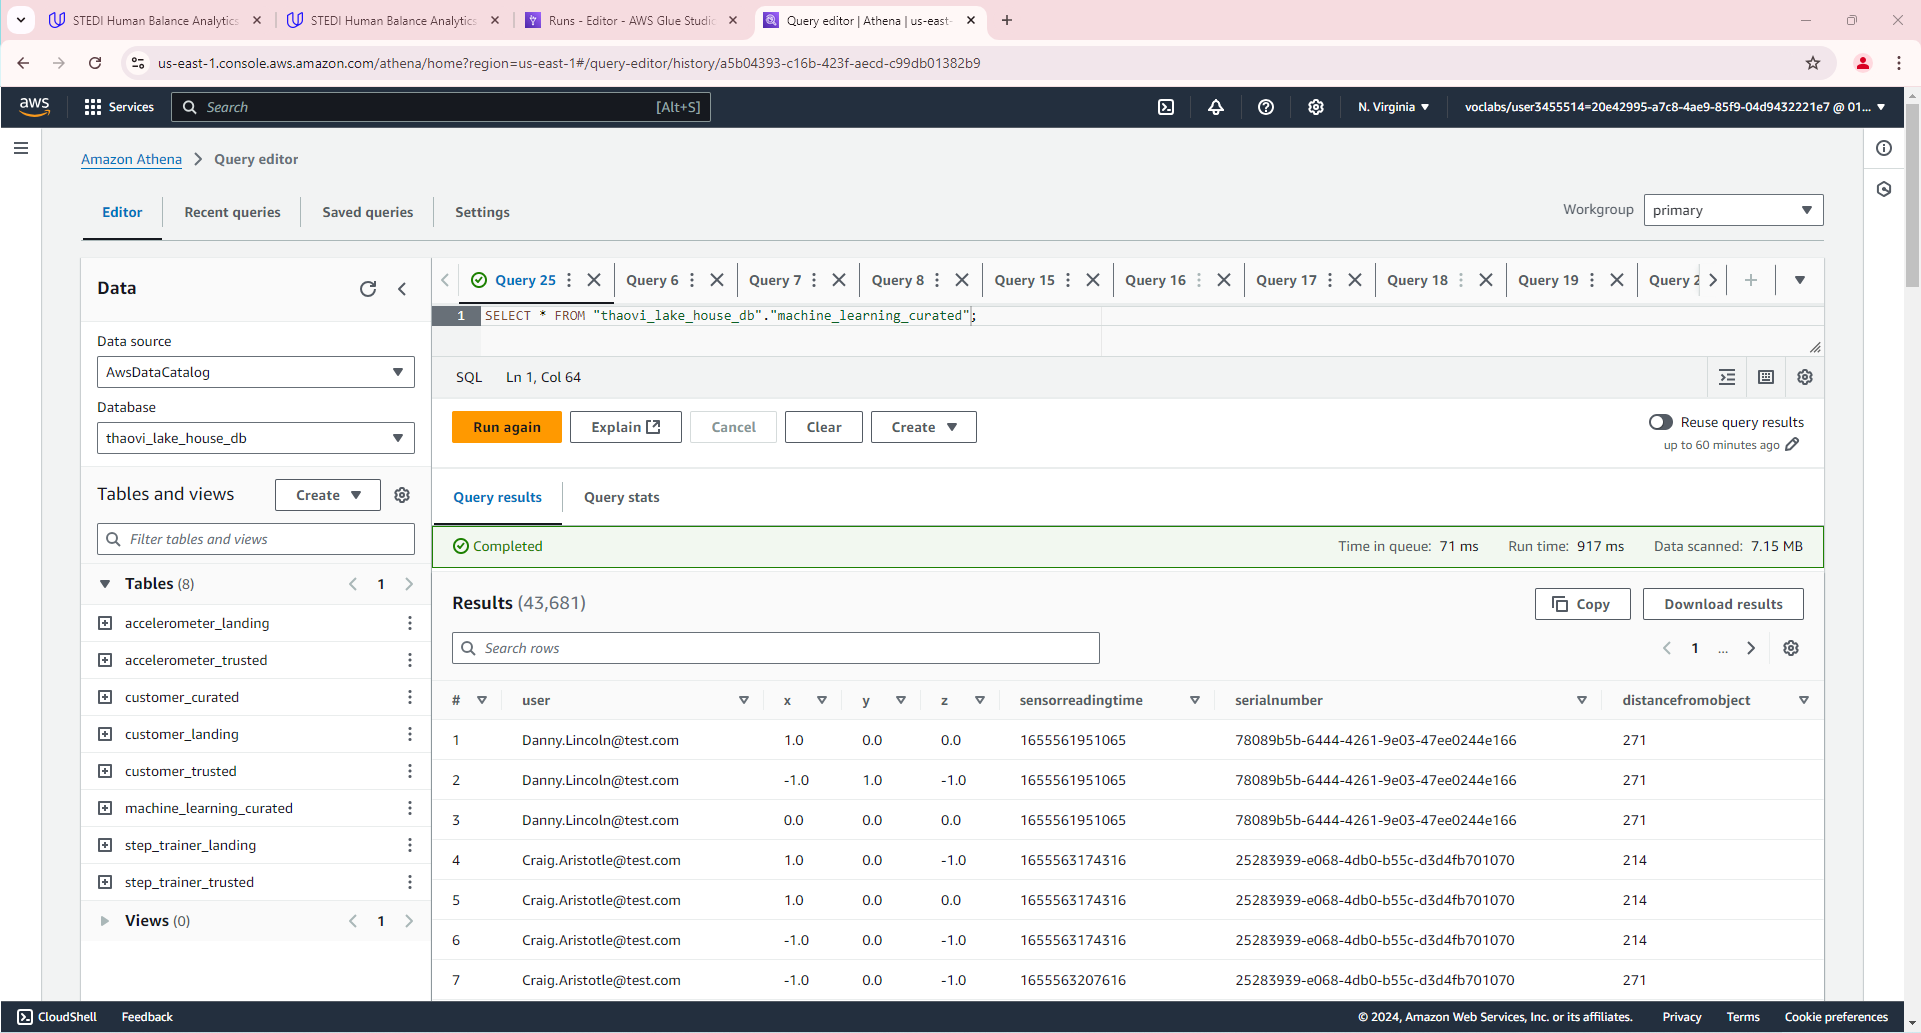 STEDI Human Balance Analytics
STEDI Human Balance Analytics
Runs - Editor - AWS Glue Studio
Query editor | Athena | us-east-
us-east-1.console.aws.amazon.com/athena/home?region=us-east-1#/query-editor/history/a5b04393-c16b-423f-aecd-c99db01382b9
aws
Services
Search
[Alt+S]
N. Virginia
voclabs/user3455514=20e42995-a7c8-4ae9-85f9-04d9432221e7 @ 01...
Amazon Athena
Query editor
Editor
Recent queries
Saved queries
Settings
Workgroup
primary
Data
Data source
AwsDataCatalog
Database
thaovi_lake_house_db
Tables and views
Create
Filter tables and views
Tables (8)
1
accelerometer_landing
accelerometer_trusted
customer_curated
customer_landing
customer_trusted
machine_learning_curated
step_trainer_landing
step_trainer_trusted
Views (0)
1
Query 25
Query 6
Query 7
Query 8
Query 15
Query 16
Query 17
Query 18
Query 19
Query 2
1 SELECT * FROM "thaovi_lake_house_db"."machine_learning_curated";
SQL Ln 1, Col 64
Run again
Explain
Cancel
Clear
Create
Reuse query results
up to 60 minutes ago
Query results
Query stats
Completed
Time in queue: 71 ms
Run time: 917 ms
Data scanned: 7.15 MB
Results (43,681)
Copy
Download results
Search rows
1 ...
# user x y z sensorreadingtime serialnumber distancefromobject
1 Danny.Lincoln@test.com 1.0 0.0 0.0 1655561951065 78089b5b-6444-4261-9e03-47ee0244e166 271
2 Danny.Lincoln@test.com -1.0 1.0 -1.0 1655561951065 78089b5b-6444-4261-9e03-47ee0244e166 271
3 Danny.Lincoln@test.com 0.0 0.0 0.0 1655561951065 78089b5b-6444-4261-9e03-47ee0244e166 271
4 Craig.Aristotle@test.com 1.0 0.0 -1.0 1655563174316 25283939-e068-4db0-b55c-d3d4fb701070 214
5 Craig.Aristotle@test.com 1.0 0.0 0.0 1655563174316 25283939-e068-4db0-b55c-d3d4fb701070 214
6 Craig.Aristotle@test.com -1.0 0.0 -1.0 1655563174316 25283939-e068-4db0-b55c-d3d4fb701070 214
7 Craig.Aristotle@test.com -1.0 0.0 -1.0 1655563207616 25283939-e068-4db0-b55c-d3d4fb701070 271
CloudShell
Feedback
© 2024, Amazon Web Services, Inc. or its affiliates.
Privacy
Terms
Cookie preferences